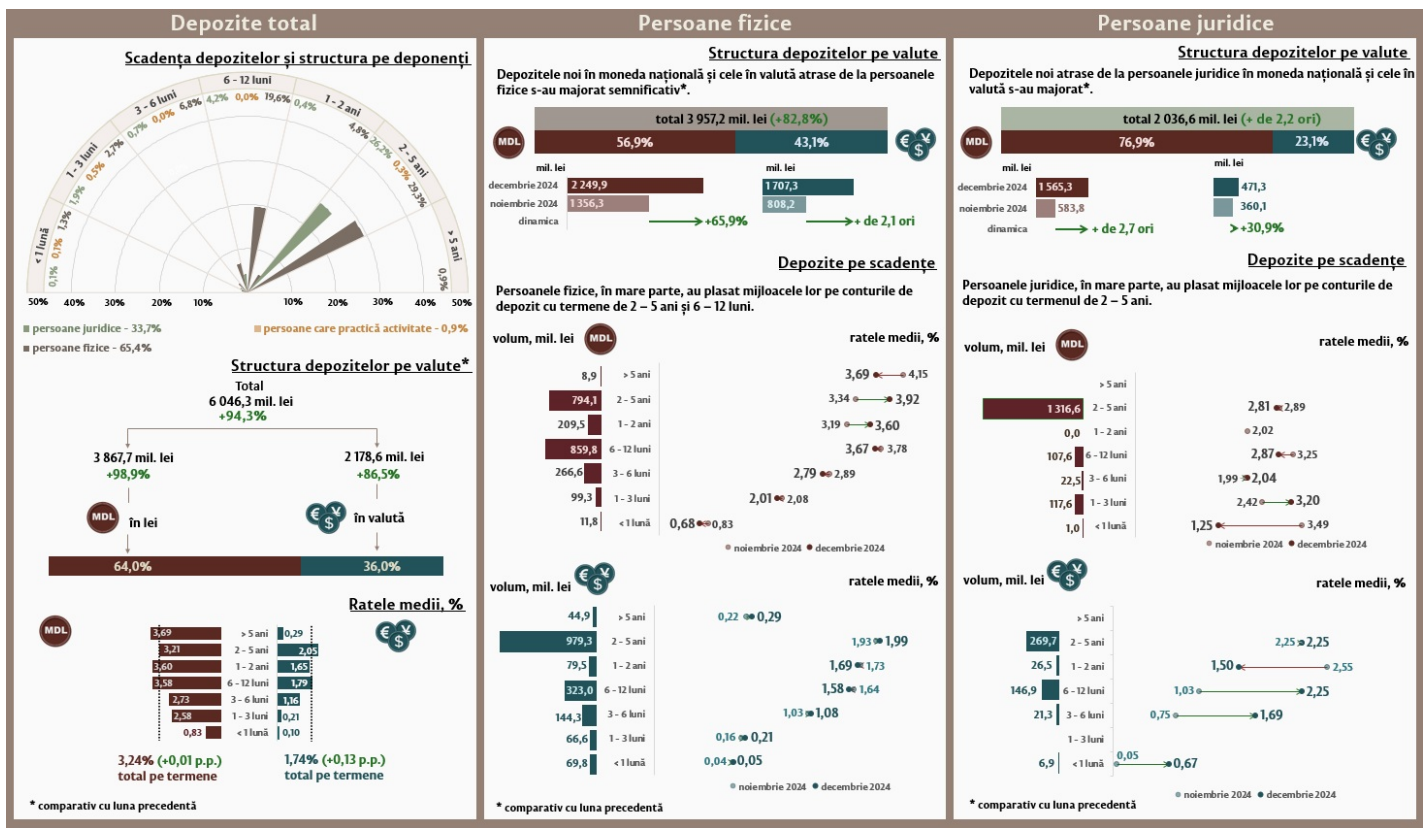 Depozite total
Scadența depozitelor și structura pe deponenți
< 1 lună
1 - 3 luni
3 - 6 luni
6 - 12 luni
1 - 2 ani
2 - 5 ani
> 5 ani
0,1% 0,1% 1,3%
1,9% 0,5% 2,7%
0,7% 0,0% 6,8%
4,2% 0,0% 19,6%
0,4% 4,8%
26,2% 0,3% 29,3%
0,9%
50% 40% 30% 20% 10% 10% 20% 30% 40% 50%
persoane juridice - 33,7%
persoane care practică activitate - 0,9%
persoane fizice - 65,4%
Structura depozitelor pe valute*
Total
6 046,3 mil. lei
+94,3%
3 867,7 mil. lei 2 178,6 mil. lei
+98,9% +86,5%
MDL în lei € ¥ $ în valută
64,0% 36,0%
Ratele medii, %
MDL € ¥ $
3,69 > 5 ani 0,29
3,21 2 - 5 ani 2,05
3,60 1 - 2 ani 1,65
3,58 6 - 12 luni 1,79
2,73 3 - 6 luni 1,16
2,58 1 - 3 luni 0,21
0,83 < 1 lună 0,10
3,24% (+0,01 p.p.) 1,74% (+0,13 p.p.)
total pe termene total pe termene
* comparativ cu luna precedentă
Persoane fizice
Structura depozitelor pe valute
Depozitele noi în moneda națională și cele în valută atrase de la persoanele
fizice s-au majorat semnificativ*.
total 3 957,2 mil. lei (+82,8%)
MDL 56,9% 43,1% € ¥ $
mil. lei mil. lei
decembrie 2024 2 249,9 1 707,3
noiembrie 2024 1 356,3 808,2
dinamica +65,9% + de 2,1 ori
Depozite pe scadențe
Persoanele fizice, în mare parte, au plasat mijloacele lor pe conturile de
depozit cu termene de 2 – 5 ani și 6 – 12 luni.
volum, mil. lei MDL ratele medii, %
8,9 > 5 ani 3,69 4,15
794,1 2 - 5 ani 3,34 3,92
209,5 1 - 2 ani 3,19 3,60
859,8 6 - 12 luni 3,67 3,78
266,6 3 - 6 luni 2,79 2,89
99,3 1 - 3 luni 2,01 2,08
11,8 < 1 lună 0,68 0,83
noiembrie 2024 decembrie 2024
volum, mil. lei € ¥ $ ratele medii, %
44,9 > 5 ani 0,22 0,29
979,3 2 - 5 ani 1,93 1,99
79,5 1 - 2 ani 1,69 1,73
323,0 6 - 12 luni 1,58 1,64
144,3 3 - 6 luni 1,03 1,08
66,6 1 - 3 luni 0,16 0,21
69,8 < 1 lună 0,04 0,05
noiembrie 2024 decembrie 2024
* comparativ cu luna precedentă
Persoane juridice
Structura depozitelor pe valute
Depozitele noi atrase de la persoanele juridice în moneda națională și cele în
valută s-au majorat*.
total 2 036,6 mil. lei (+ de 2,2 ori)
MDL 76,9% 23,1% € ¥ $
mil. lei mil. lei
decembrie 2024 1 565,3 471,3
noiembrie 2024 583,8 360,1
dinamica + de 2,7 ori +30,9%
Depozite pe scadențe
Persoanele juridice, în mare parte, au plasat mijloacele lor pe conturile de
depozit cu termenul de 2 – 5 ani.
volum, mil. lei MDL ratele medii, %
> 5 ani
1 316,6 2 - 5 ani 2,81 2,89
0,0 1 - 2 ani 2,02
107,6 6 - 12 luni 2,87 3,25
22,5 3 - 6 luni 1,99 2,04
117,6 1 - 3 luni 2,42 3,20
1,0 < 1 lună 1,25 3,49
noiembrie 2024 decembrie 2024
volum, mil. lei € ¥ $ ratele medii, %
> 5 ani
269,7 2 - 5 ani 2,25 2,25
26,5 1 - 2 ani 1,50 2,55
146,9 6 - 12 luni 1,03 2,25
21,3 3 - 6 luni 0,75 1,69
1 - 3 luni
6,9 < 1 lună 0,05 0,67
noiembrie 2024 decembrie 2024
* comparativ cu luna precedentă